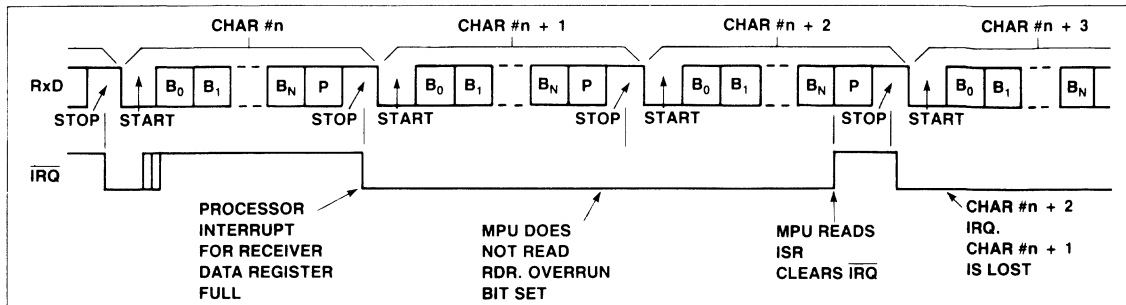 CHAR #n CHAR #n + 1 CHAR #n + 2 CHAR #n + 3
RxD B0 B1 BN P B0 B1 BN P B0 B1 BN P B0 B1 BN
STOP START STOP START STOP START STOP START
IRQ
PROCESSOR
INTERRUPT
FOR RECEIVER
DATA REGISTER
FULL
MPU DOES
NOT READ
RDR. OVERRUN
BIT SET
MPU READS
ISR
CLEARS IRQ
CHAR #n + 2
IRQ.
CHAR #n + 1
IS LOST